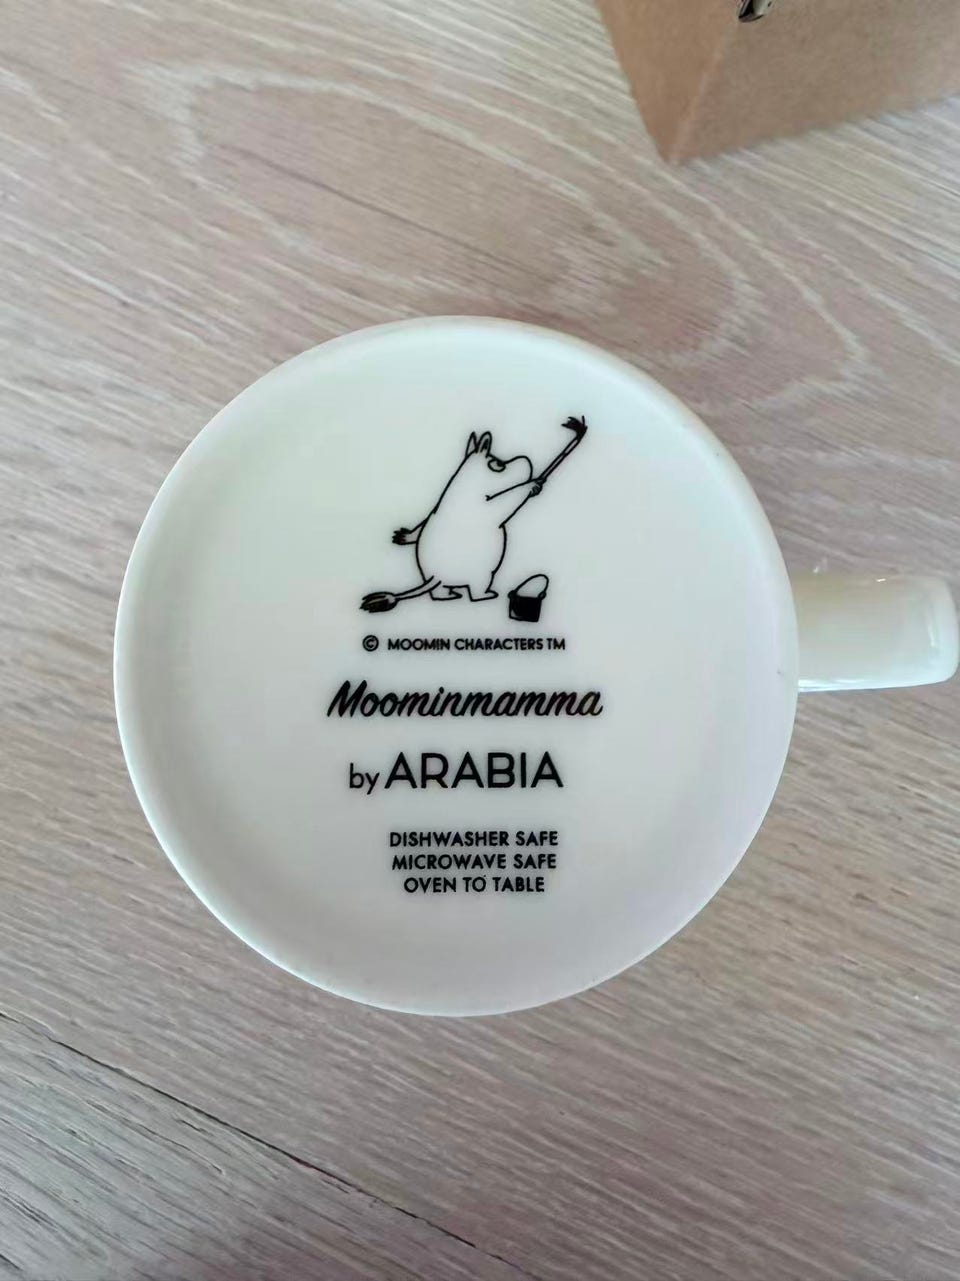 © MOOMIN CHARACTERS TM
Moominmamma
by ARABIA
DISHWASHER SAFE
MICROWAVE SAFE
OVEN TO TABLE